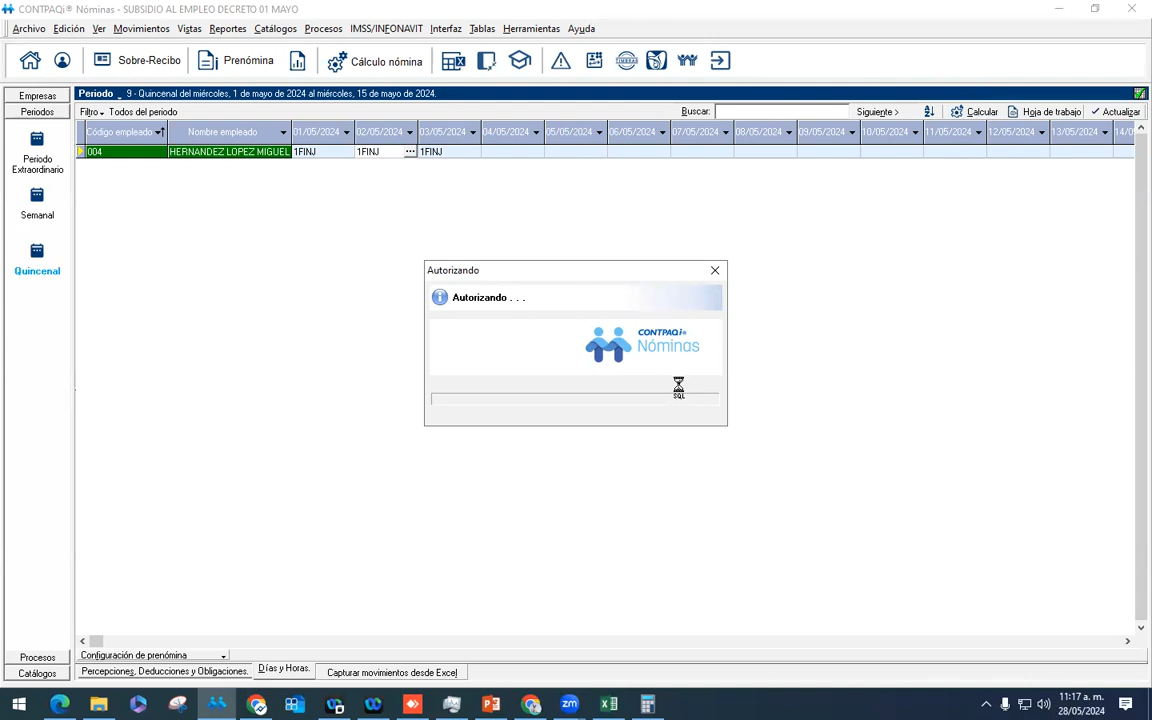 CONTPAQi® Nóminas - SUBSIDIO AL EMPLEO DECRETO 01 MAYO
Archivo Edición Ver Movimientos Vistas Reportes Catálogos Procesos IMSS/INFONAVIT Interfaz Tablas Herramientas Ayuda
Sobre-Recibo Prenómina Cálculo nómina
Empresas
Periodos
Periodo Extraordinario
Semanal
Quincenal
Procesos
Catálogos
Periodo 9 - Quincenal del miércoles, 1 de mayo de 2024 al miércoles, 15 de mayo de 2024.
Filtro Todos del periodo Buscar: Siguiente > Calcular Hoja de trabajo Actualizar
Código empleado Nombre empleado 01/05/2024 02/05/2024 03/05/2024 04/05/2024 05/05/2024 06/05/2024 07/05/2024 08/05/2024 09/05/2024 10/05/2024 11/05/2024 12/05/2024 13/05/2024 14/0
004 HERNANDEZ LOPEZ MIGUEL 1FINJ 1FINJ ... 1FINJ
Autorizando
Autorizando . . .
CONTPAQi®
Nóminas
SQL
Configuración de prenómina
Percepciones, Deducciones y Obligaciones. Días y Horas. Capturar movimientos desde Excel
11:17 a. m.
28/05/2024